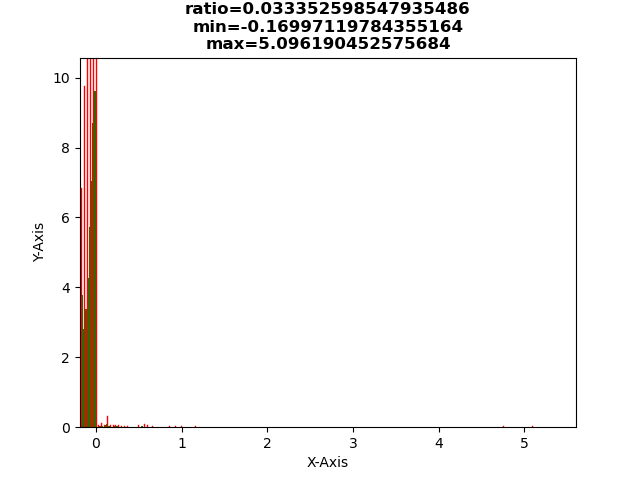 ratio=0.033352598547935486
min=-0.16997119784355164
max=5.096190452575684
10
8
6
4
2
0
Y-Axis
0 1 2 3 4 5
X-Axis